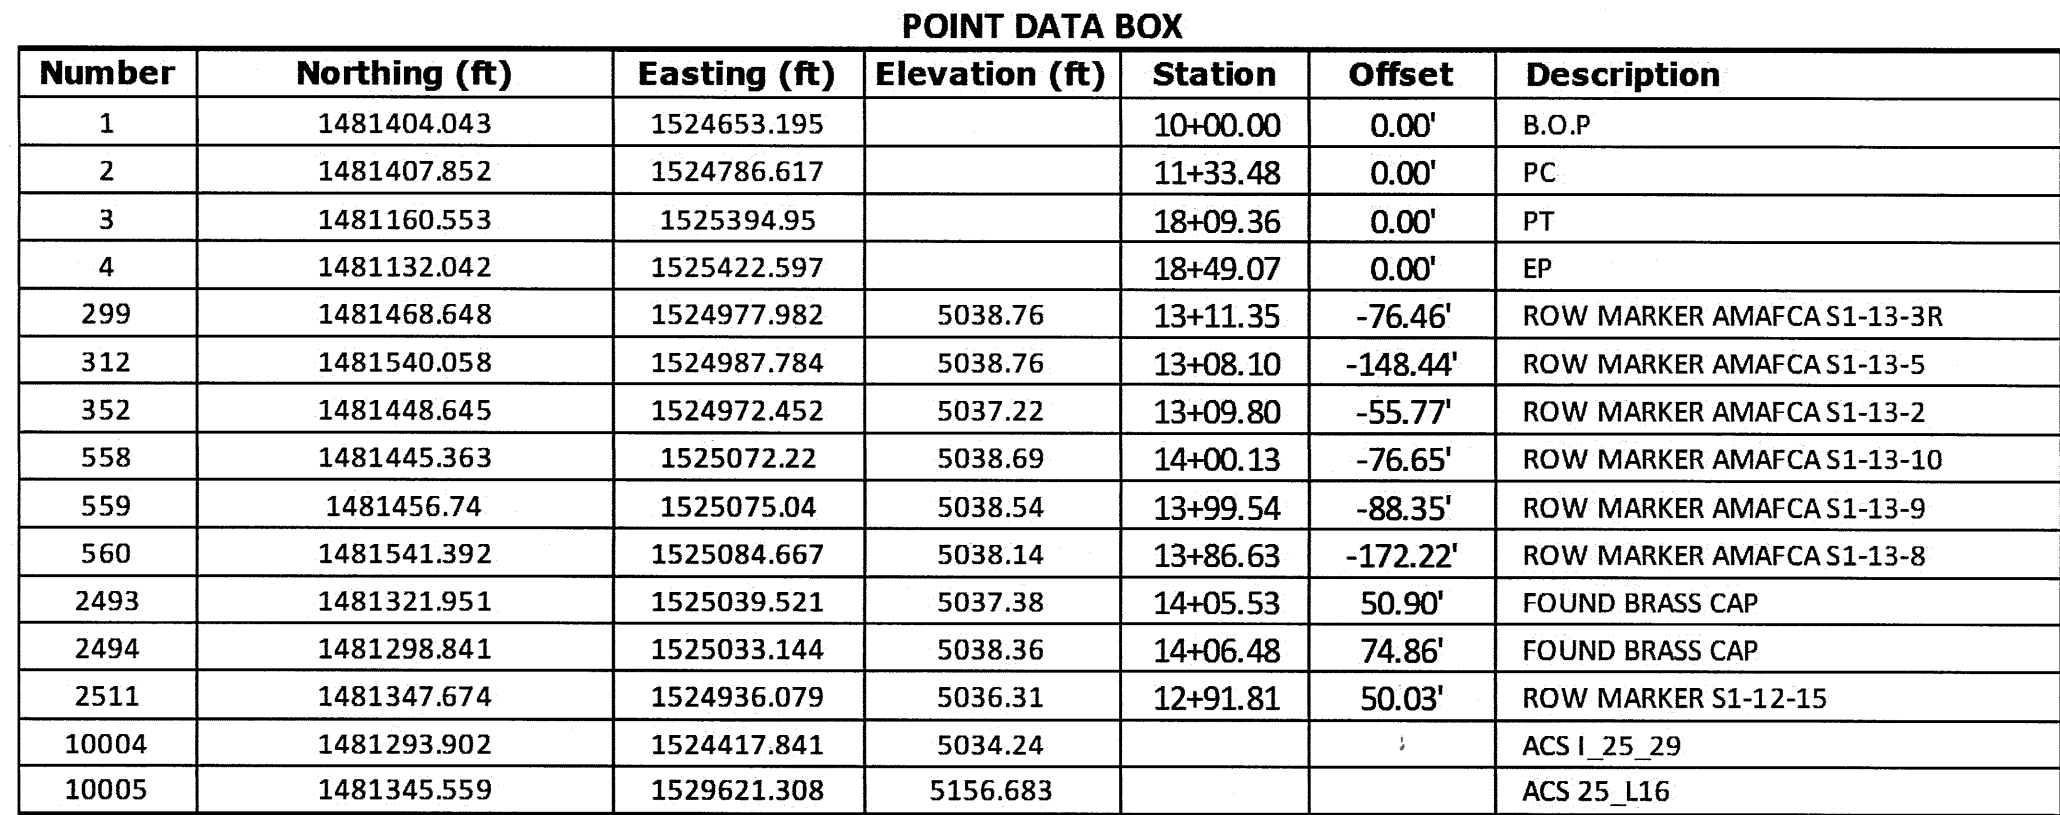 POINT DATA BOX
Number Northing (ft) Easting (ft) Elevation (ft) Station Offset Description
1 1481404.043 1524653.195 10+00.00 0.00' B.O.P
2 1481407.852 1524786.617 11+33.48 0.00' PC
3 1481160.553 1525394.95 18+09.36 0.00' PT
4 1481132.042 1525422.597 18+49.07 0.00' EP
299 1481468.648 1524977.982 5038.76 13+11.35 -76.46' ROW MARKER AMAFCA S1-13-3R
312 1481540.058 1524987.784 5038.76 13+08.10 -148.44' ROW MARKER AMAFCA S1-13-5
352 1481448.645 1524972.452 5037.22 13+09.80 -55.77' ROW MARKER AMAFCA S1-13-2
558 1481445.363 1525072.22 5038.69 14+00.13 -76.65' ROW MARKER AMAFCA S1-13-10
559 1481456.74 1525075.04 5038.54 13+99.54 -88.35' ROW MARKER AMAFCA S1-13-9
560 1481541.392 1525084.667 5038.14 13+86.63 -172.22' ROW MARKER AMAFCA S1-13-8
2493 1481321.951 1525039.521 5037.38 14+05.53 50.90' FOUND BRASS CAP
2494 1481298.841 1525033.144 5038.36 14+06.48 74.86' FOUND BRASS CAP
2511 1481347.674 1524936.079 5036.31 12+91.81 50.03' ROW MARKER S1-12-15
10004 1481293.902 1524417.841 5034.24 ACS I_25_29
10005 1481345.559 1529621.308 5156.683 ACS 25_L16